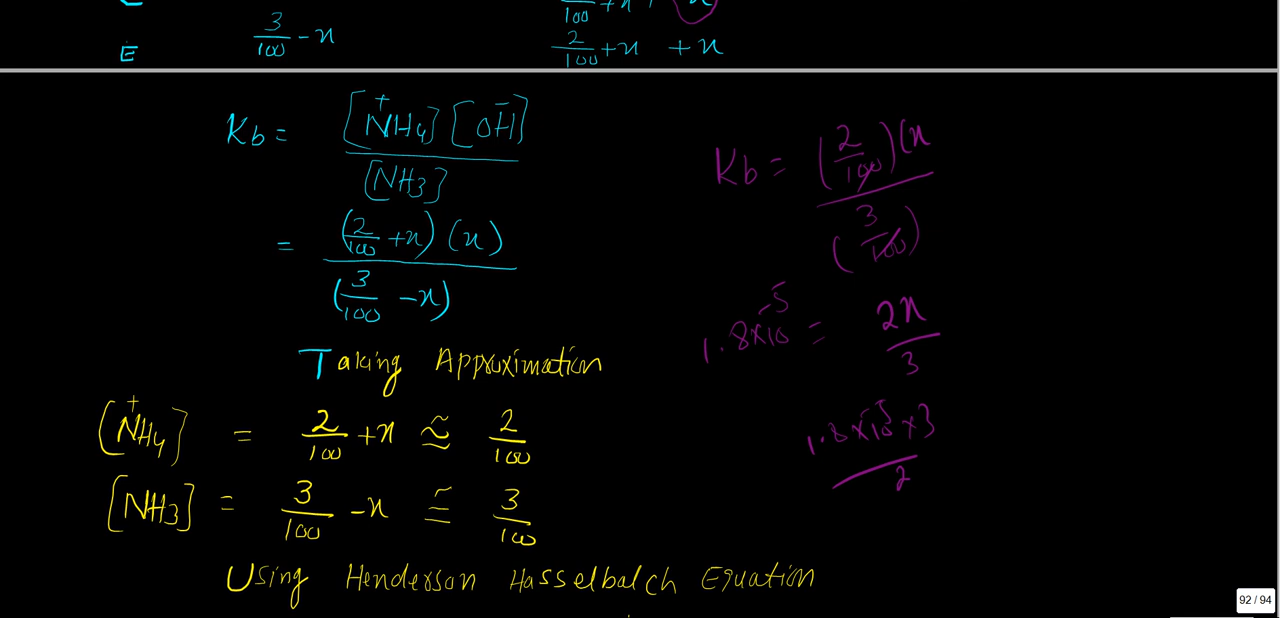 C 2/100 +x + x
E 3/100 - x 2/100 + x + x
Kb = [NH4+][OH-] / [NH3]
= (2/100 + x)(x) / (3/100 - x)
Taking Approximation
[NH4+] = 2/100 + x ≅ 2/100
[NH3] = 3/100 - x ≅ 3/100
Using Henderson Hasselbalch Equation
Kb = (2/100)(x / (3/100)
1.8×10^-5 = 2x/3
1.8×10^-5 × 3 / 2
92 / 94